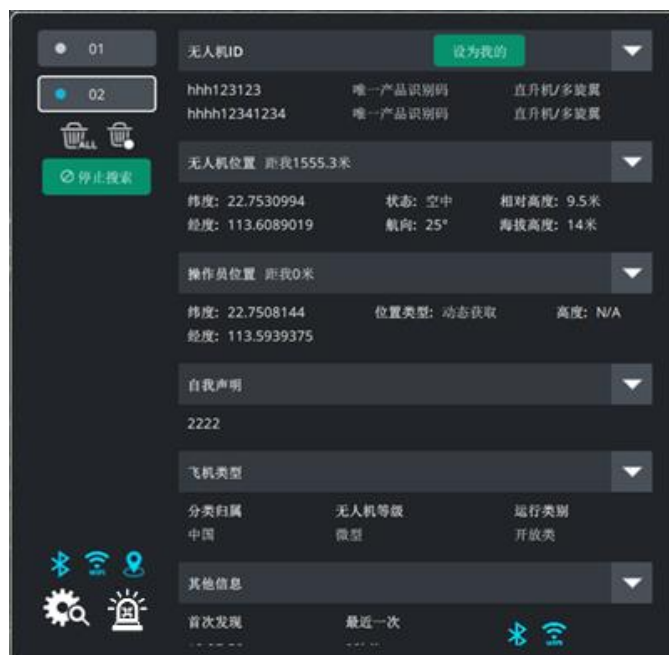 01
02
ALL
停止搜索
无人机ID 设为我的
hhh123123 唯一产品识别码 直升机/多旋翼
hhhh12341234 唯一产品识别码 直升机/多旋翼
无人机位置 距我1555.3米
纬度: 22.7530994 状态: 空中 相对高度: 9.5米
经度: 113.6089019 航向: 25° 海拔高度: 14米
操作员位置 距我0米
纬度: 22.7508144 位置类型: 动态获取 高度: N/A
经度: 113.5939375
自我声明
2222
飞机类型
分类归属 无人机等级 运行类别
中国 微型 开放类
其他信息
首次发现 最近一次
WiFi
WiFi